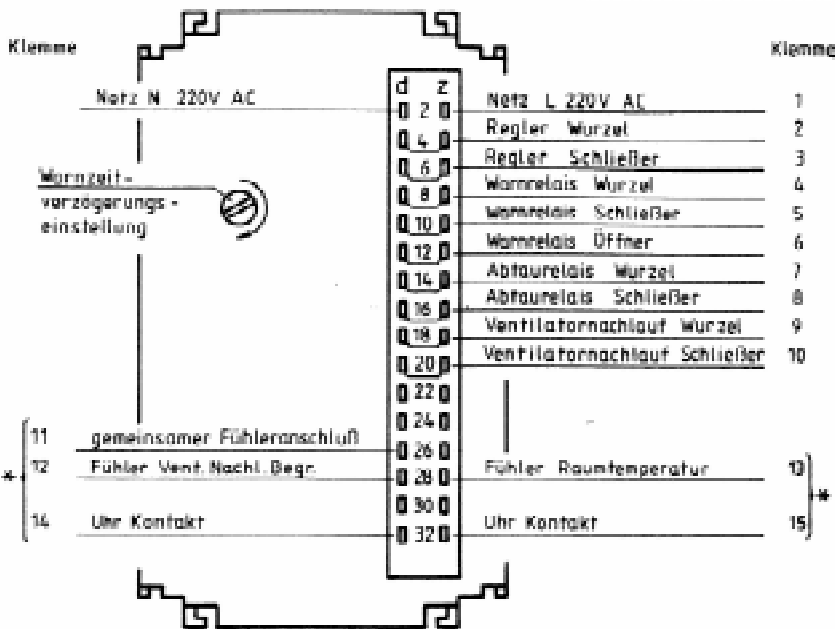 Klemme
Klemme
d z
Netz N 220V AC
2
Netz L 220V AC 1
4
Regler Wurzel 2
6
Regler Schließer 3
Warnzeit-
verzögerungs-
einstellung
8
Warnrelais Wurzel 4
10
Warnrelais Schließer 5
12
Warnrelais Öffner 6
14
Abtaurelais Wurzel 7
16
Abtaurelais Schließer 8
18
Ventilatornachlauf Wurzel 9
20
Ventilatornachlauf Schließer 10
22
24
11 gemeinsamer Fühleranschluß
26
* 12 Fühler Vent. Nachl. Begr.
28
Fühler Raumtemperatur 13 *
30
14 Uhr Kontakt
32
Uhr Kontakt 15